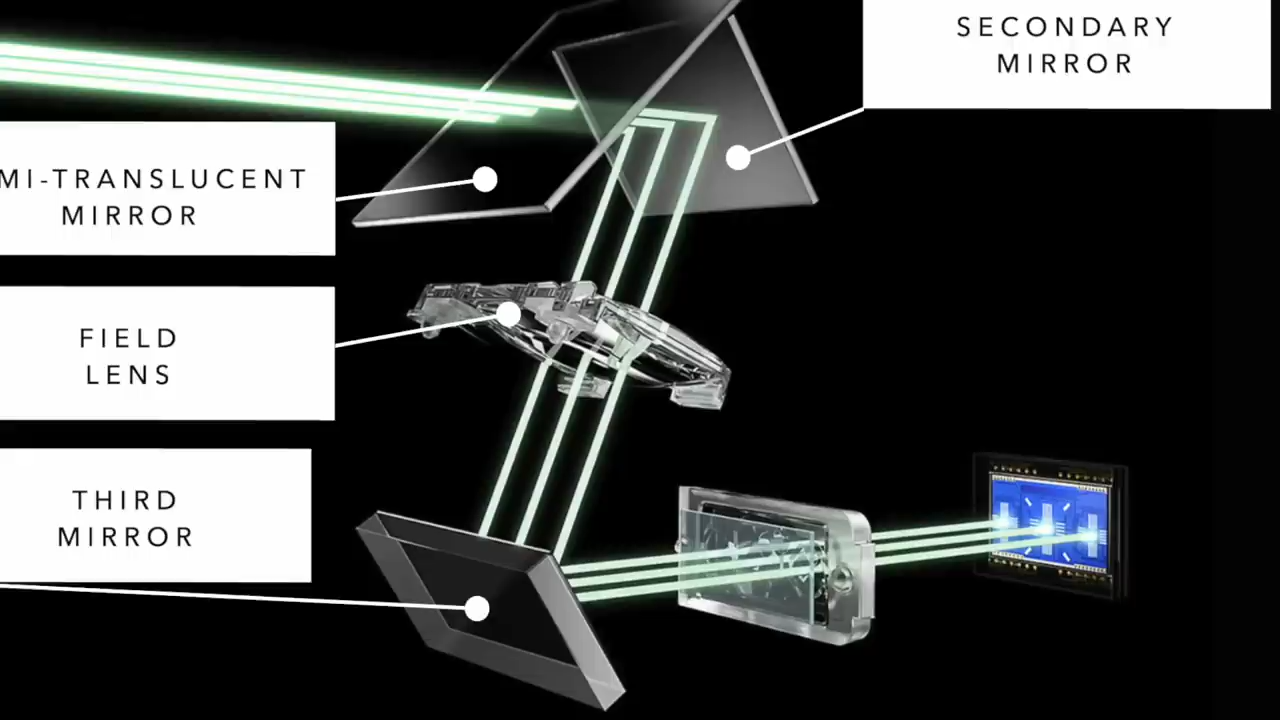 SECONDARY
MIRROR
MI-TRANSLUCENT
MIRROR
FIELD
LENS
THIRD
MIRROR